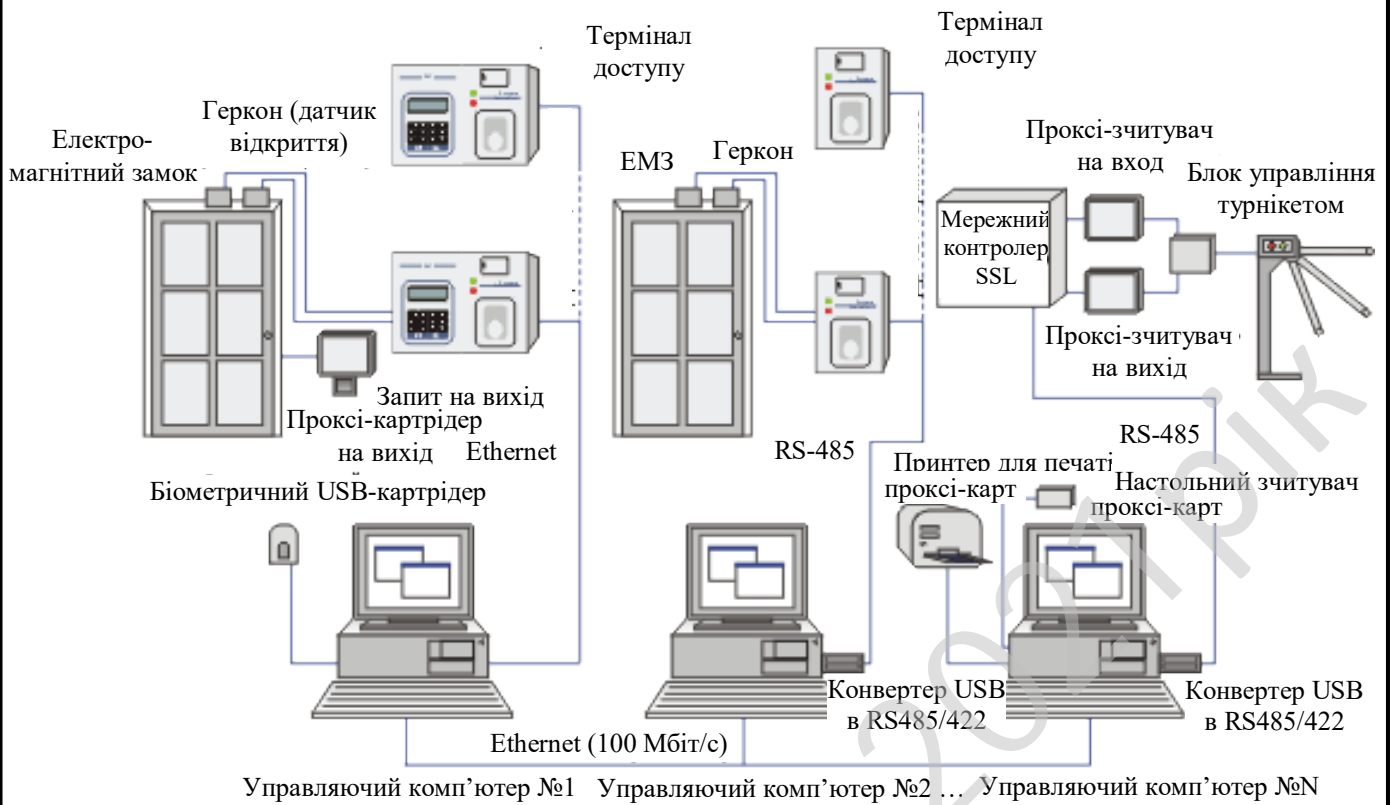 Термінал
доступу
Термінал
доступу
Геркон (датчик
відкриття)
Електро-
магнітний замок
ЕМЗ
Геркон
Проксі-зчитувач
на вход
Блок управління
турнікетом
Мережний
контролер
SSL
Проксі-зчитувач
на вихід
Запит на вихід
Проксі-картрідер
на вихід
Ethernet
RS-485
RS-485
Біометричний USB-картрідер
Принтер для печаті
проксі-карт
Настольний зчитувач
проксі-карт
Конвертер USB
в RS485/422
Конвертер USB
в RS485/422
Ethernet (100 Мбіт/с)
Управляючий комп’ютер №1
Управляючий комп’ютер №2 …
Управляючий комп’ютер №N
2021 рік